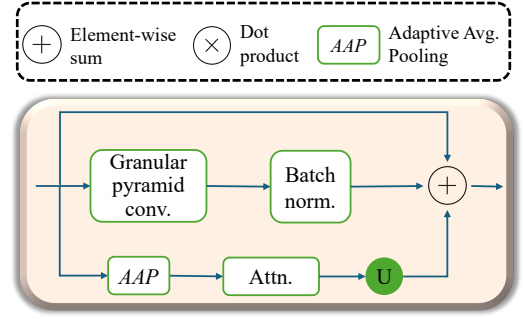 Element-wise
sum
Dot
product
AAP
Adaptive Avg.
Pooling
Granular
pyramid
conv.
Batch
norm.
AAP
Attn.
U